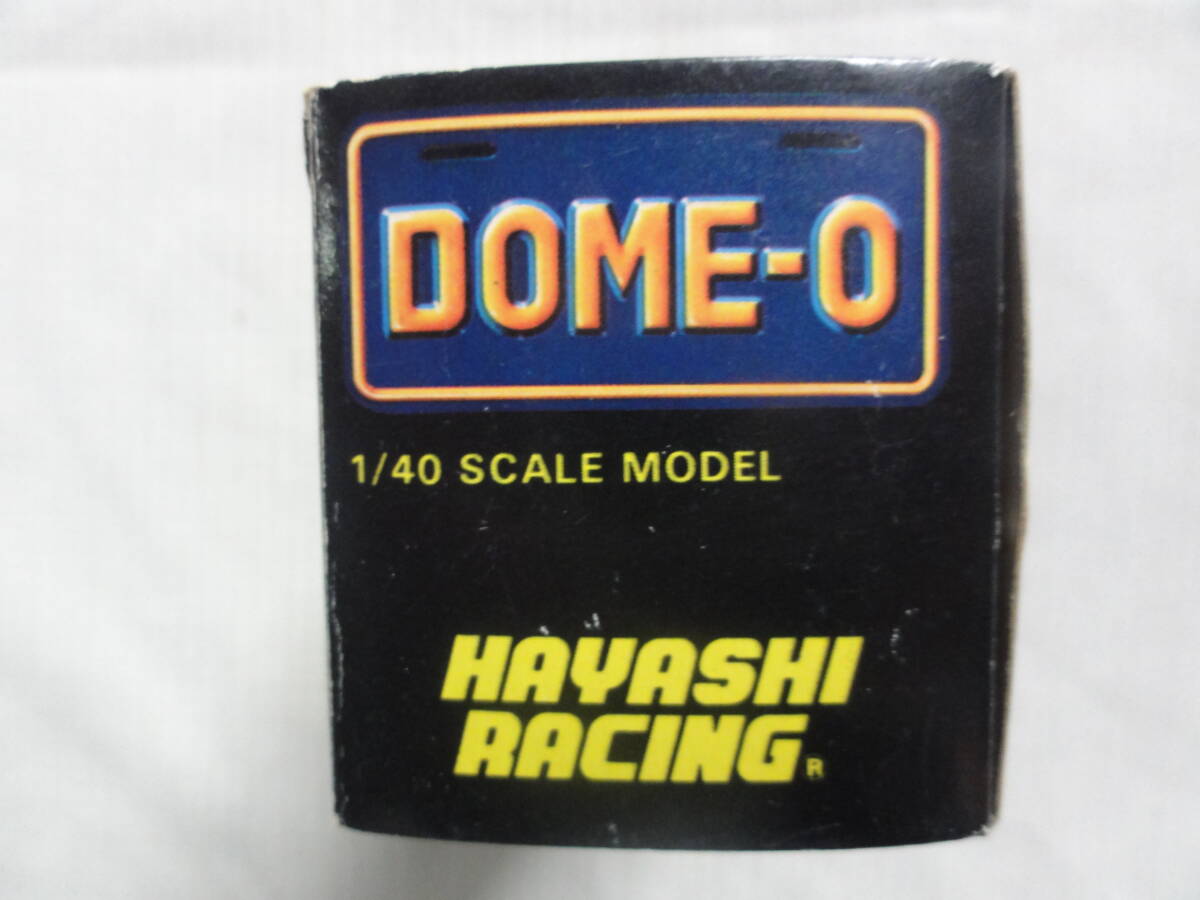 DOME-O
1/40 SCALE MODEL
HAYASHI
RACING R